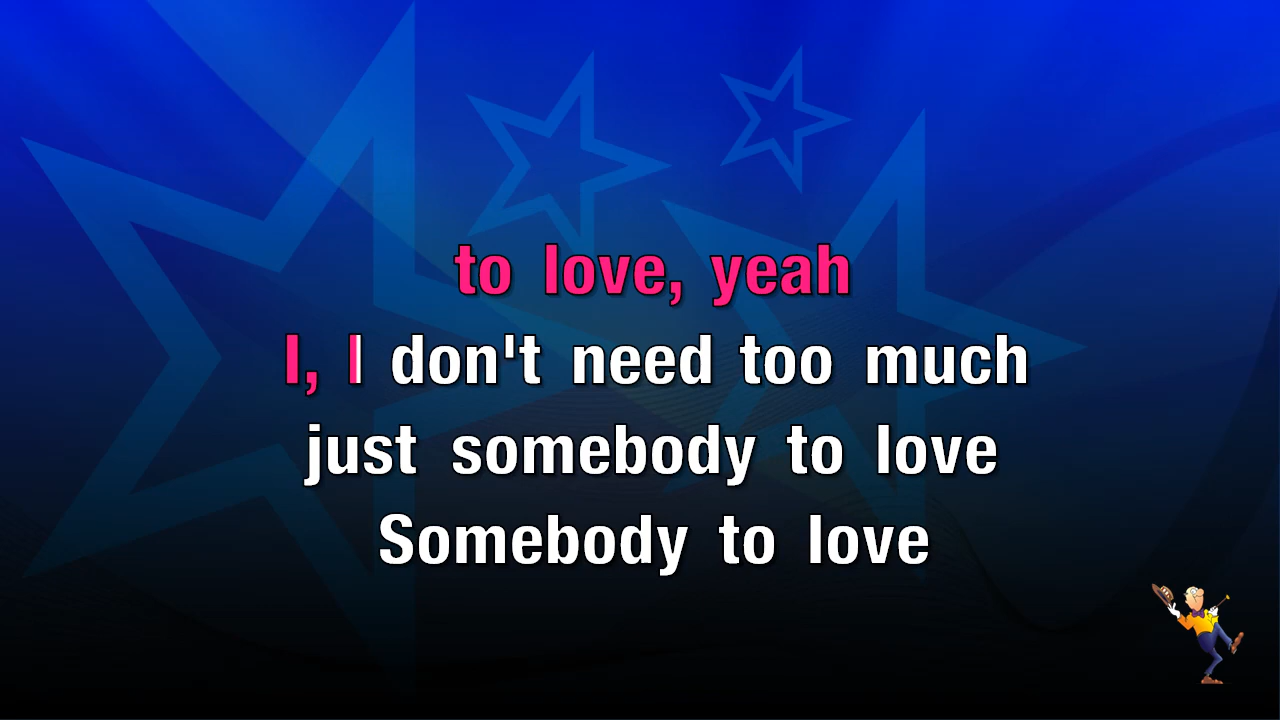 to love, yeah
I, I don't need too much
just somebody to love
Somebody to love